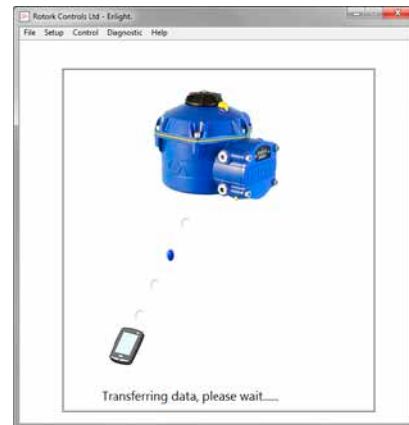 Rotork Controls Ltd - Enlight.
File Setup Control Diagnostic Help
Transferring data, please wait......